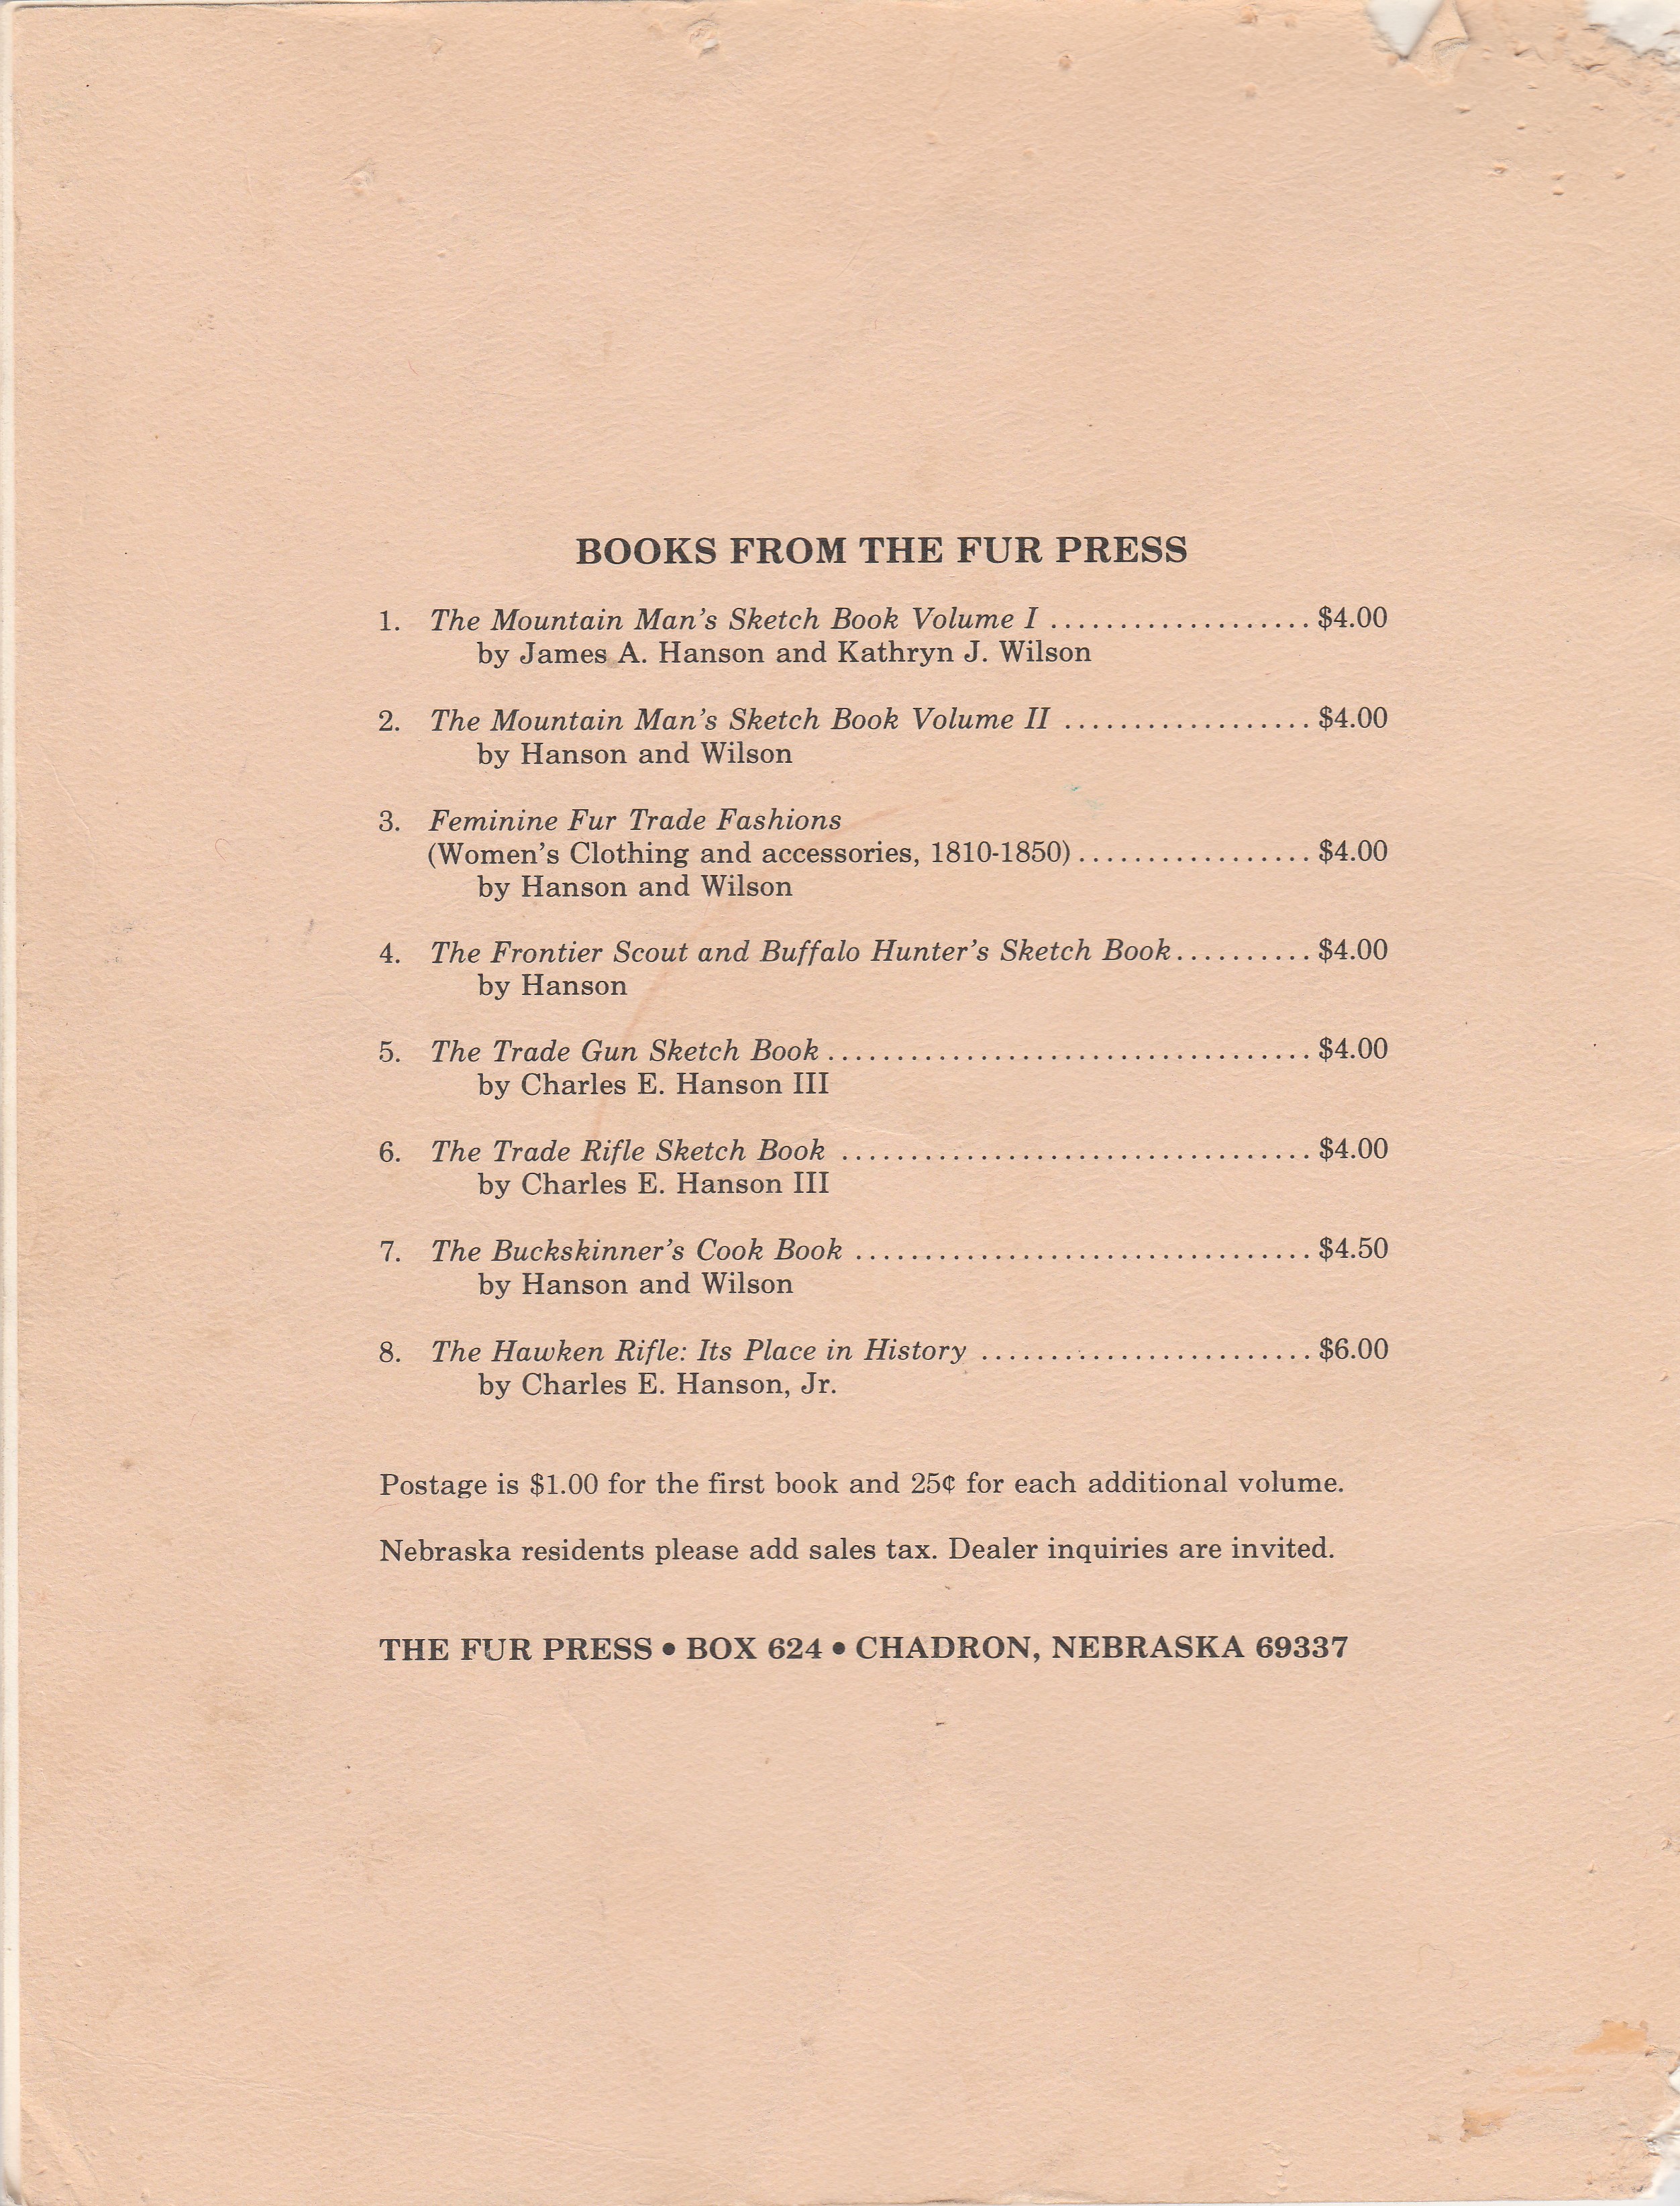 BOOKS FROM THE FUR PRESS
1. The Mountain Man's Sketch Book Volume I ................... $4.00
by James A. Hanson and Kathryn J. Wilson
2. The Mountain Man's Sketch Book Volume II .................. $4.00
by Hanson and Wilson
3. Feminine Fur Trade Fashions
(Women's Clothing and accessories, 1810-1850) ................. $4.00
by Hanson and Wilson
4. The Frontier Scout and Buffalo Hunter's Sketch Book .......... $4.00
by Hanson
5. The Trade Gun Sketch Book ................................... $4.00
by Charles E. Hanson III
6. The Trade Rifle Sketch Book .................................. $4.00
by Charles E. Hanson III
7. The Buckskinner's Cook Book ................................. $4.50
by Hanson and Wilson
8. The Hawken Rifle: Its Place in History ........................ $6.00
by Charles E. Hanson, Jr.
Postage is $1.00 for the first book and 25¢ for each additional volume.
Nebraska residents please add sales tax. Dealer inquiries are invited.
THE FUR PRESS • BOX 624 • CHADRON, NEBRASKA 69337